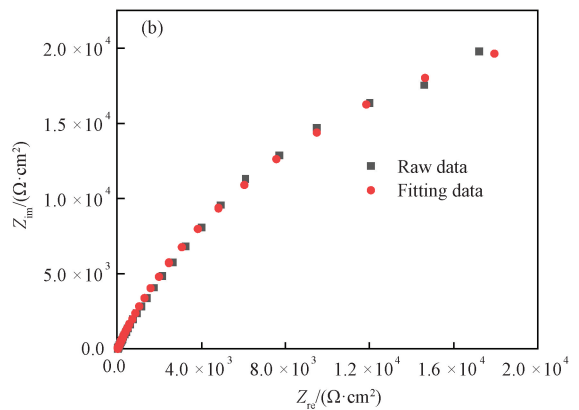 (b)
2.0 ×10⁴
1.5 ×10⁴
1.0 ×10⁴
5.0 ×10³
0.0
Z_im/(Ω·cm²)
Raw data
Fitting data
0.0 4.0 ×10³ 8.0 ×10³ 1.2 ×10⁴ 1.6 ×10⁴ 2.0 ×10⁴
Z_re/(Ω·cm²)